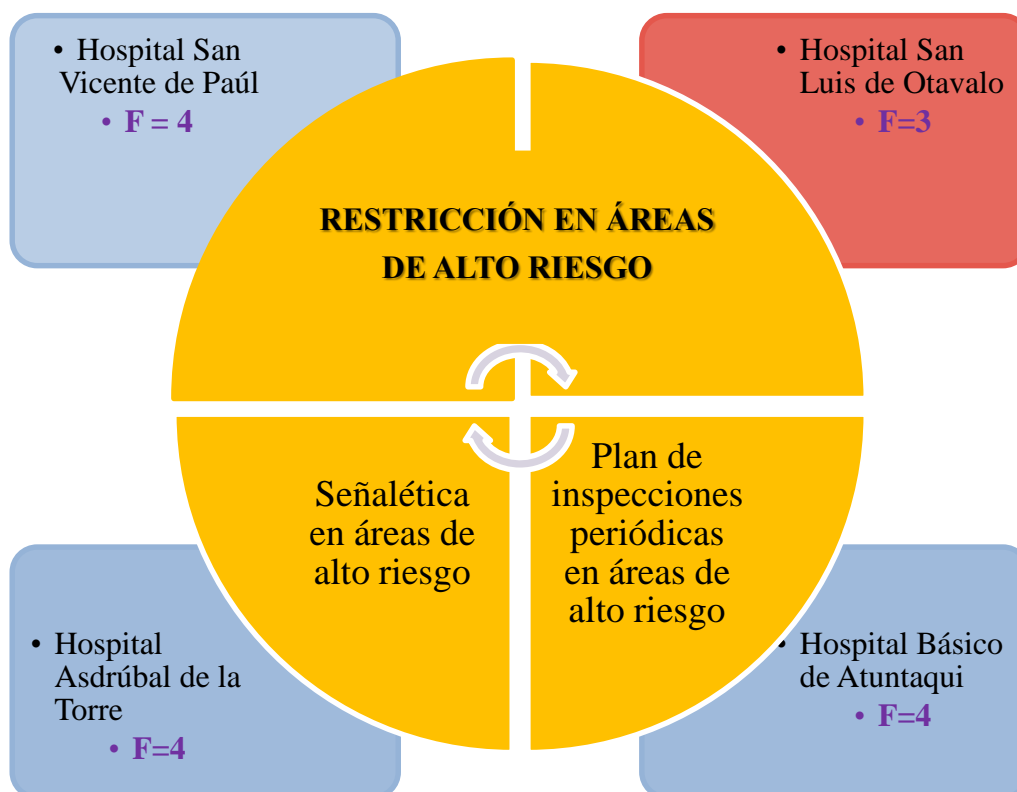 • Hospital San
Vicente de Paúl
• F = 4
• Hospital San
Luis de Otavalo
• F=3
RESTRICCIÓN EN ÁREAS
DE ALTO RIESGO
Señalética
en áreas de
alto riesgo
Plan de
inspecciones
periódicas
en áreas de
alto riesgo
• Hospital
Asdrúbal de la
Torre
• F=4
• Hospital Básico
de Atuntaqui
• F=4